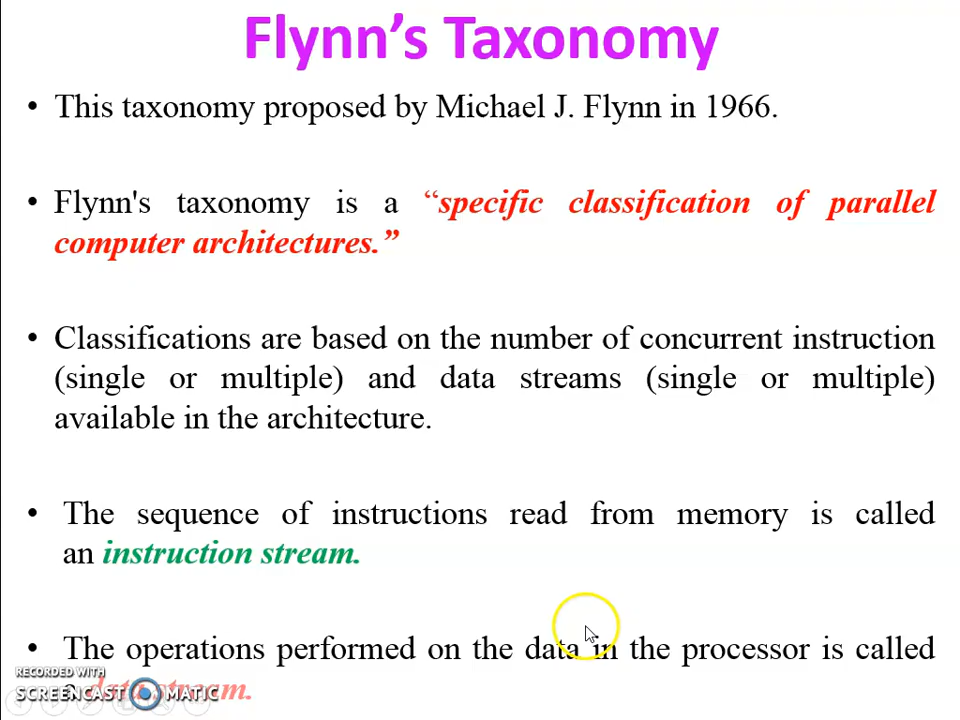 Flynn’s Taxonomy
• This taxonomy proposed by Michael J. Flynn in 1966.
• Flynn's taxonomy is a “specific classification of parallel
computer architectures.”
• Classifications are based on the number of concurrent instruction
(single or multiple) and data streams (single or multiple)
available in the architecture.
• The sequence of instructions read from memory is called
an instruction stream.
• The operations performed on the data in the processor is called
a data stream.
RECORDED WITH
SCREENCAST MATIC